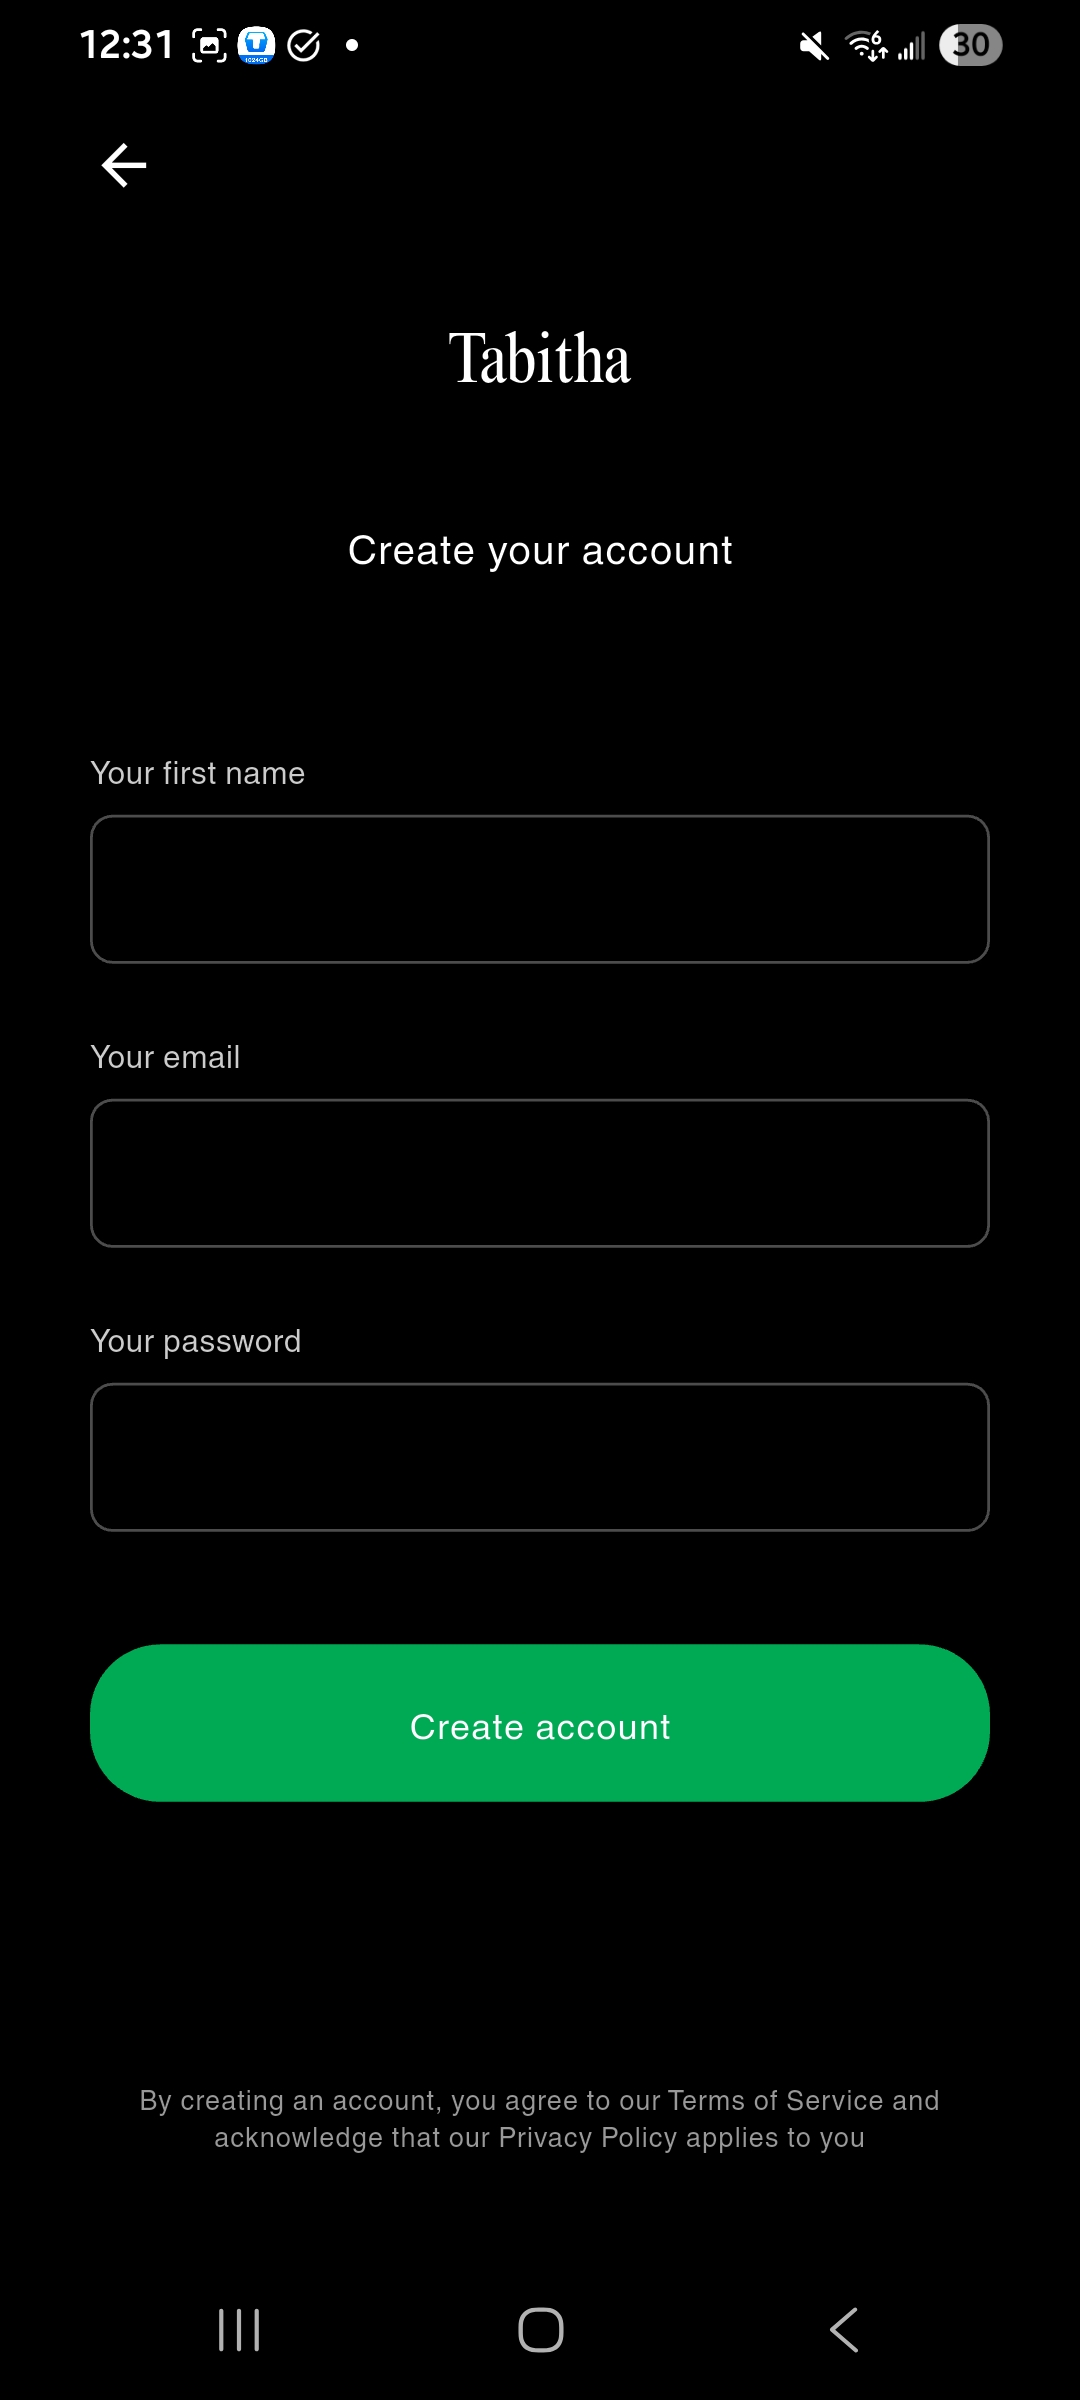 12:31
6
30
Tabitha
Create your account
Your first name
Your email
Your password
Create account
By creating an account, you agree to our Terms of Service and
acknowledge that our Privacy Policy applies to you